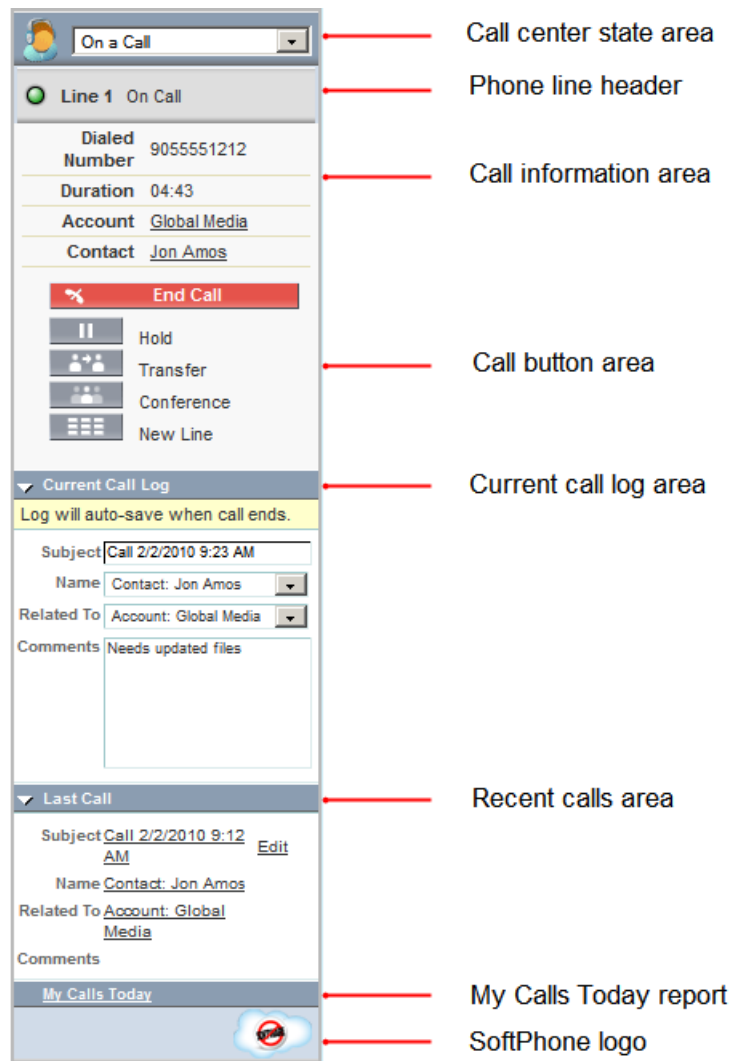 On a Call
Call center state area
Line 1 On Call
Phone line header
Dialed
Number
9055551212
Call information area
Duration 04:43
Account Global Media
Contact Jon Amos
End Call
Hold
Transfer
Call button area
Conference
New Line
Current Call Log
Current call log area
Log will auto-save when call ends.
Subject Call 2/2/2010 9:23 AM
Name Contact: Jon Amos
Related To Account: Global Media
Comments Needs updated files
Last Call
Recent calls area
Subject Call 2/2/2010 9:12
AM
Edit
Name Contact: Jon Amos
Related To Account: Global
Media
Comments
My Calls Today
My Calls Today report
SoftPhone logo